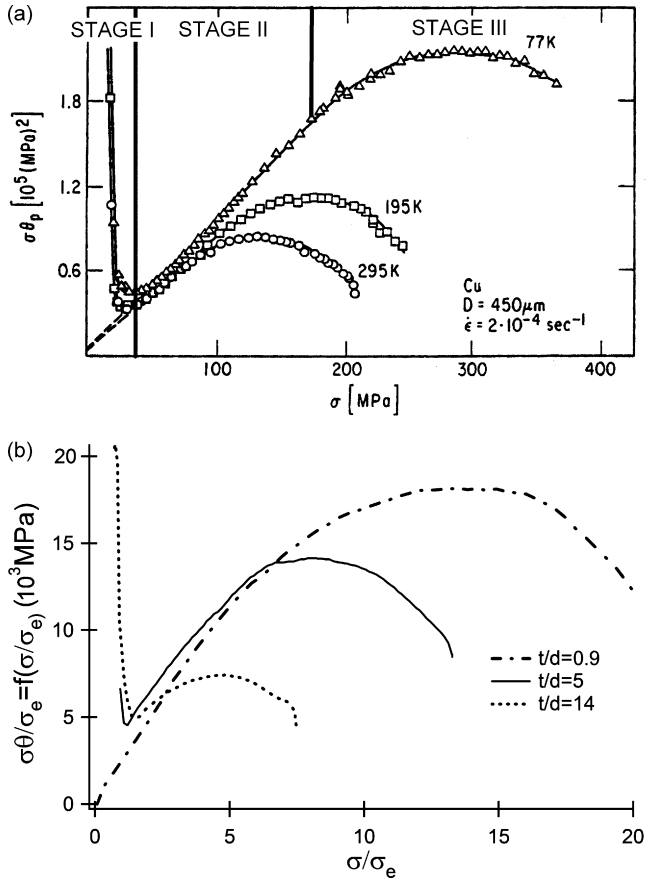 (a)
STAGE I STAGE II STAGE III
77K
1.8
σθp [10⁵ (MPa)²]
1.2
195K
0.6
295K
Cu
D = 450μm
ε̇ = 2·10⁻⁴ sec⁻¹
100 200 300 400
σ [MPa]
(b)
20
15
σθ/σe=f(σ/σe) (10³MPa)
10
t/d=0.9
t/d=5
t/d=14
5
0
0 5 10 15 20
σ/σe